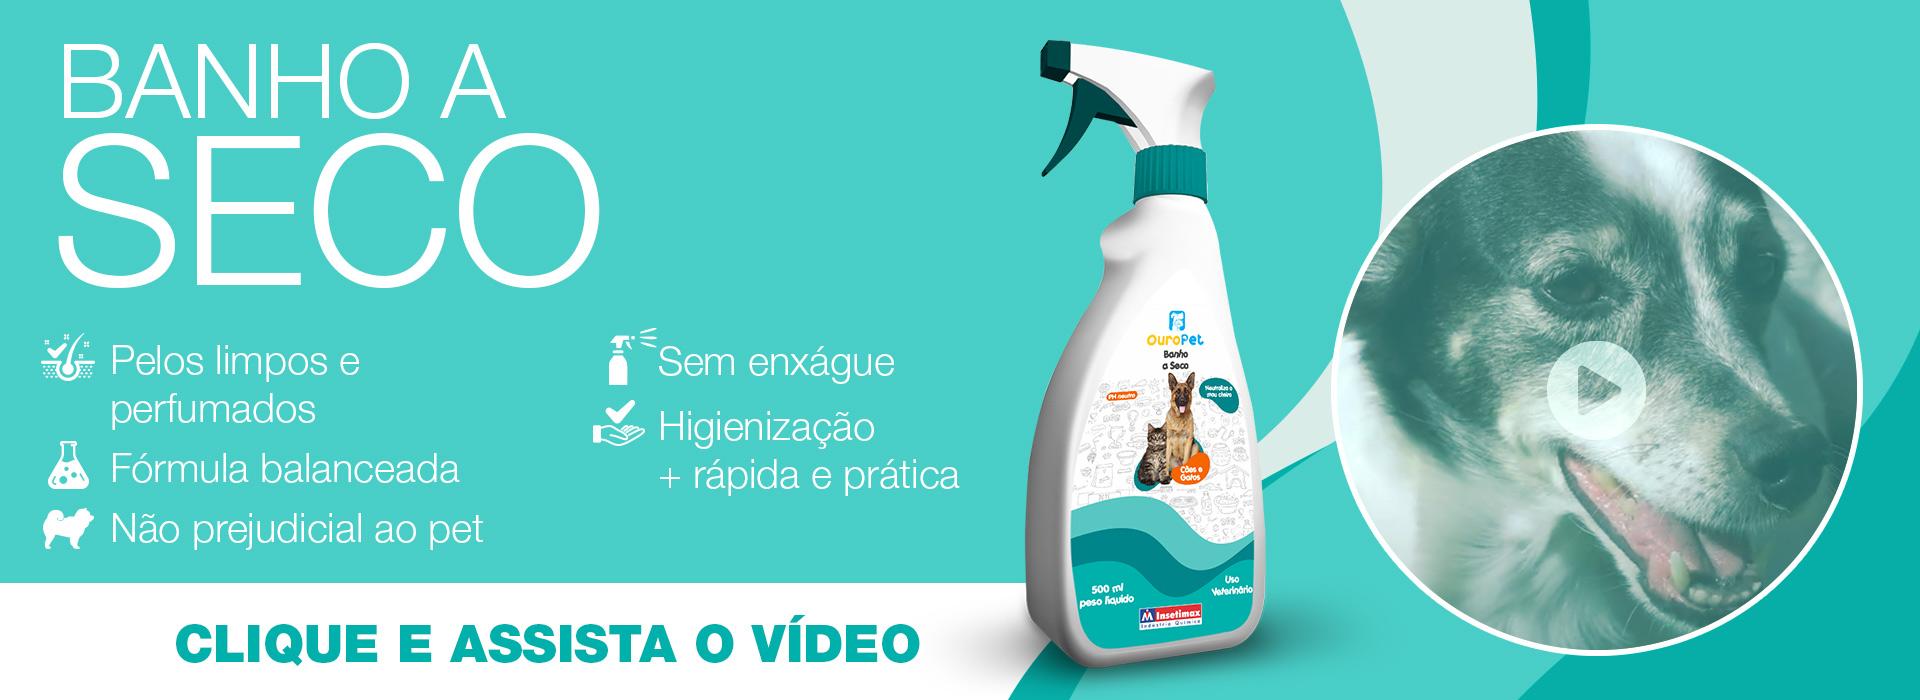 BANHO A
SECO
Pelos limpos e
perfumados
Fórmula balanceada
Não prejudicial ao pet
Sem enxágue
Higienização
+ rápida e prática
CLIQUE E ASSISTA O VÍDEO
OuroPet
Banho
a Seco
PH neutro
Neutraliza o
mau cheiro
Cães e
Gatos
500 ml
peso líquido
Uso
Veterinário
Insetimax
Indústria Química